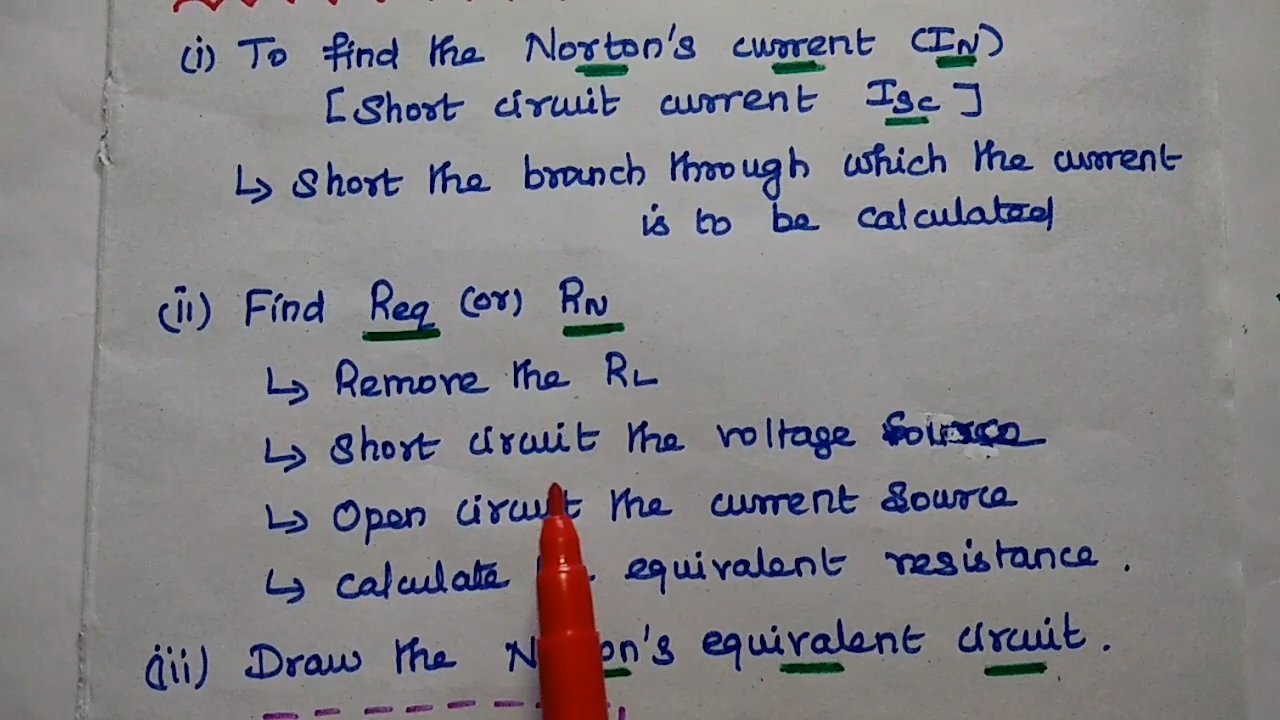 (i) To find the Norton's current (IN)
[Short circuit current Isc]
↳ Short the branch through which the current
is to be calculated
(ii) Find Req (or) RN
↳ Remove the RL
↳ Short circuit the voltage source
↳ Open circuit the current source
↳ Calculate equivalent resistance.
(iii) Draw the Norton's equivalent circuit.